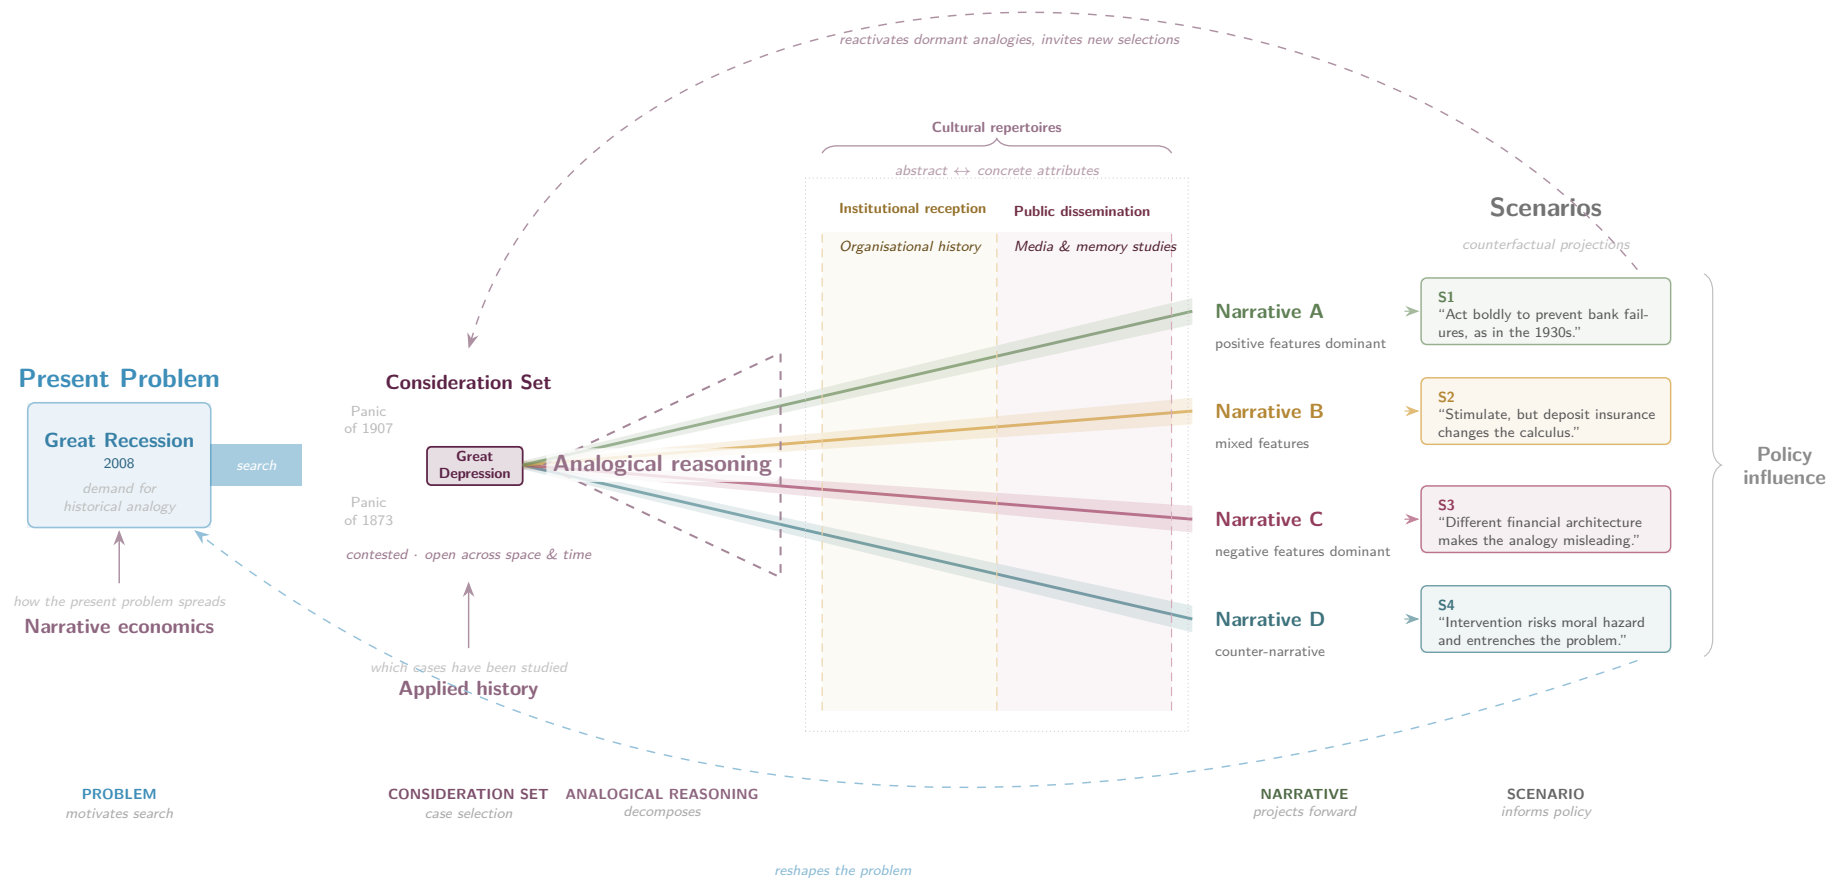 reactivates dormant analogies, invites new selections
Cultural repertoires
abstract ↔ concrete attributes
Institutional reception
Public dissemination
Organisational history
Media & memory studies
Scenarios
counterfactual projections
Present Problem
Great Recession
2008
demand for
historical analogy
search
how the present problem spreads
Narrative economics
Consideration Set
Panic
of 1907
Great
Depression
Panic
of 1873
contested · open across space & time
which cases have been studied
Applied history
Analogical reasoning
Narrative A
positive features dominant
Narrative B
mixed features
Narrative C
negative features dominant
Narrative D
counter-narrative
S1
“Act boldly to prevent bank fail-
ures, as in the 1930s.”
S2
“Stimulate, but deposit insurance
changes the calculus.”
S3
“Different financial architecture
makes the analogy misleading.”
S4
“Intervention risks moral hazard
and entrenches the problem.”
Policy
influence
PROBLEM
motivates search
CONSIDERATION SET
case selection
ANALOGICAL REASONING
decomposes
NARRATIVE
projects forward
SCENARIO
informs policy
reshapes the problem